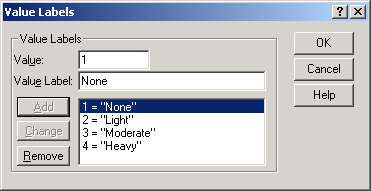 Value Labels
Value Labels
Value: 1
Value Label: None
Add
Change
Remove
1 = "None"
2 = "Light"
3 = "Moderate"
4 = "Heavy"
OK
Cancel
Help